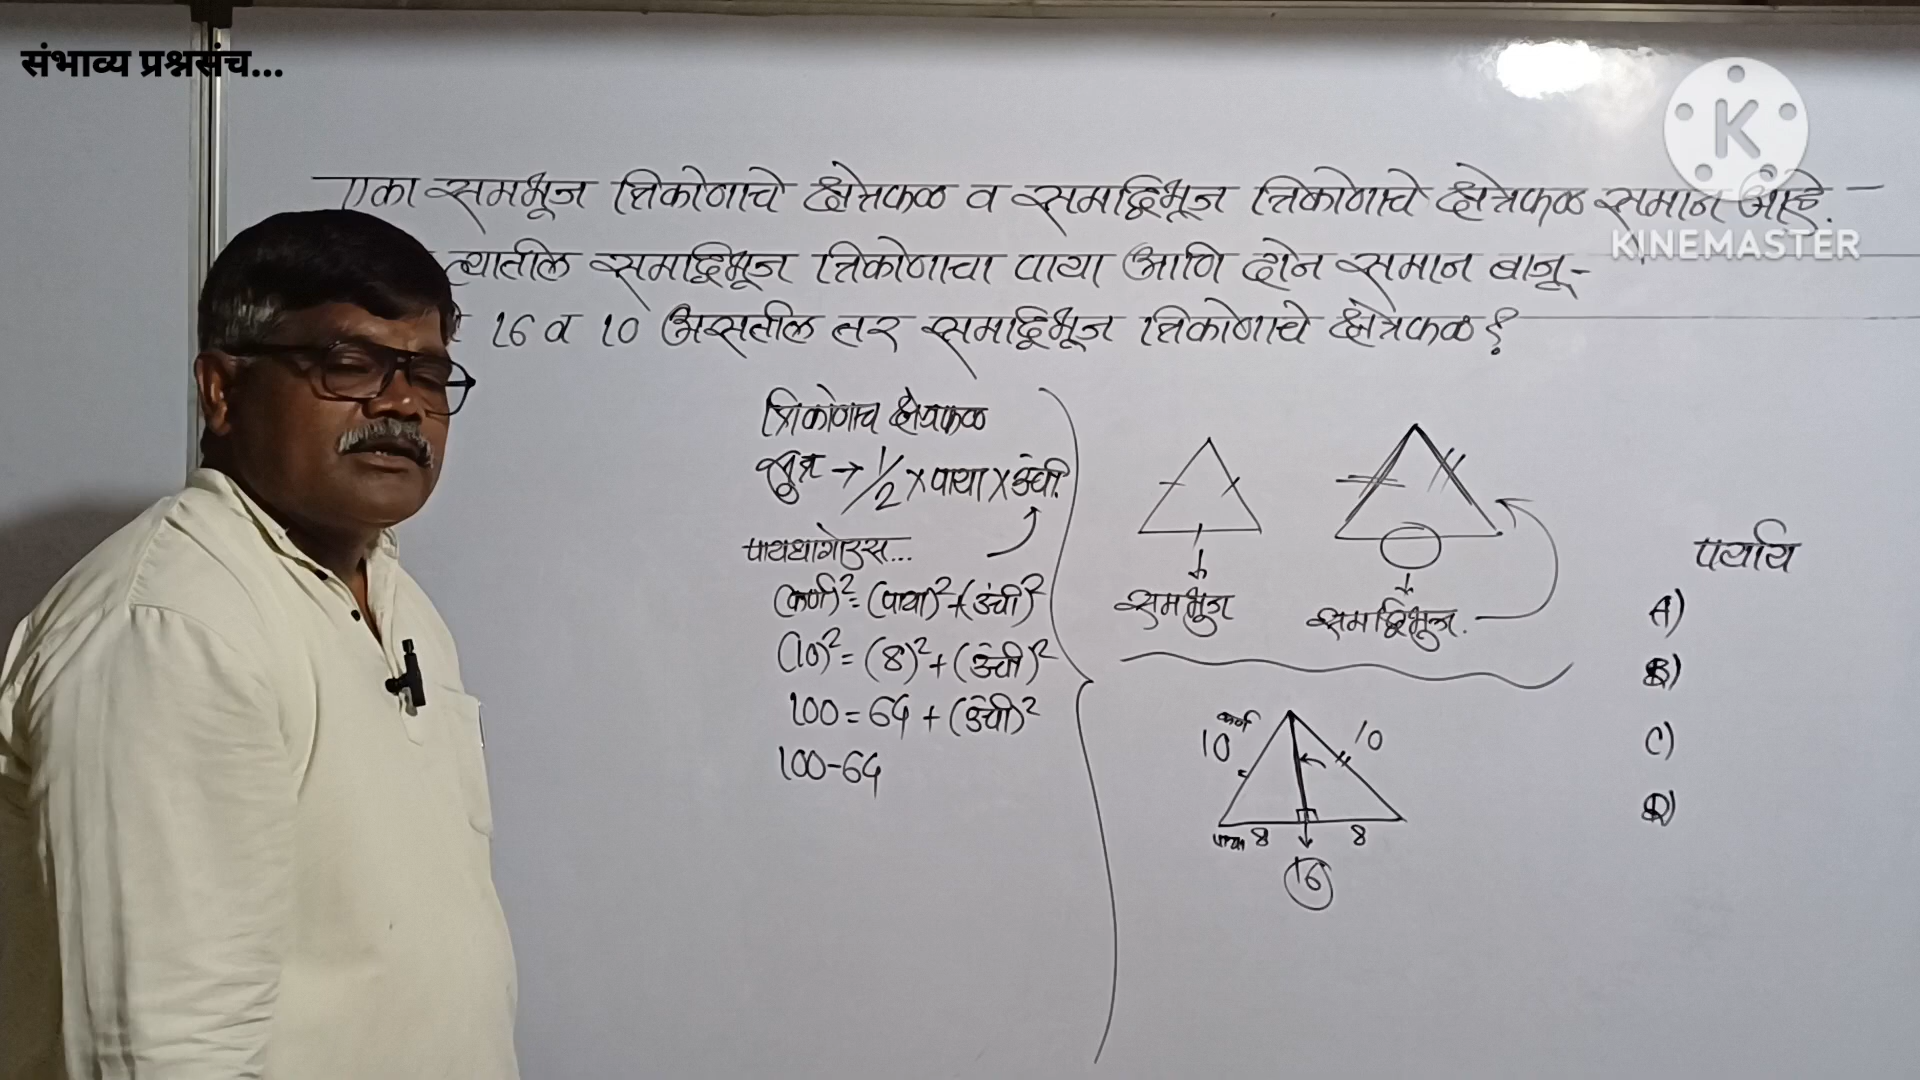 संभाव्य प्रश्नसंच...
K
KINEMASTER
एका समभूज त्रिकोणाचे क्षेत्रफळ व समद्विभूज त्रिकोणाचे क्षेत्रफळ समान आहे.
त्यातील समद्विभूज त्रिकोणाचा पाया आणि दोन समान बाजू-
16 व 10 असतील तर समद्विभूज त्रिकोणाचे क्षेत्रफळ ?
त्रिकोणाच क्षेत्रफळ
सुत्र → 1/2 × पाया × उंची.
पायथागोरस...
(कर्ण)² = (पाया)² + (उंची)²
(10)² = (8)² + (उंची)²
100 = 64 + (उंची)²
100-64
समभुज
समद्विभुज.
कर्ण
10
10
पाया 8
8
16
पर्याय
A)
B)
C)
D)